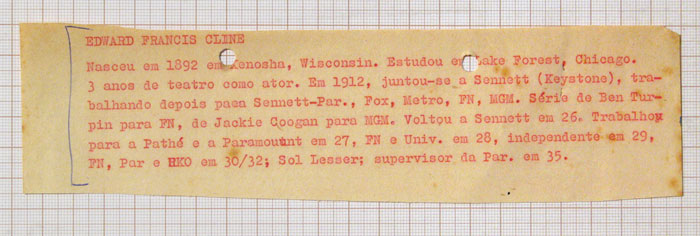 EDWARD FRANCIS CLINE
Nasceu em 1892 em Kenosha, Wisconsin. Estudou em Lake Forest, Chicago.
3 anos de teatro como ator. Em 1912, juntou-se a Sennett (Keystone), tra-
balhando depois paea Sennett-Par., Fox, Metro, FN, MGM. Série de Ben Tur-
pin para FN, de Jackie Coogan para MGM. Voltou a Sennett em 26. Trabalhou
para a Pathé e a Paramount em 27, FN e Univ. em 28, independente em 29,
FN, Par e RKO em 30/32; Sol Lesser; supervisor da Par. em 35.